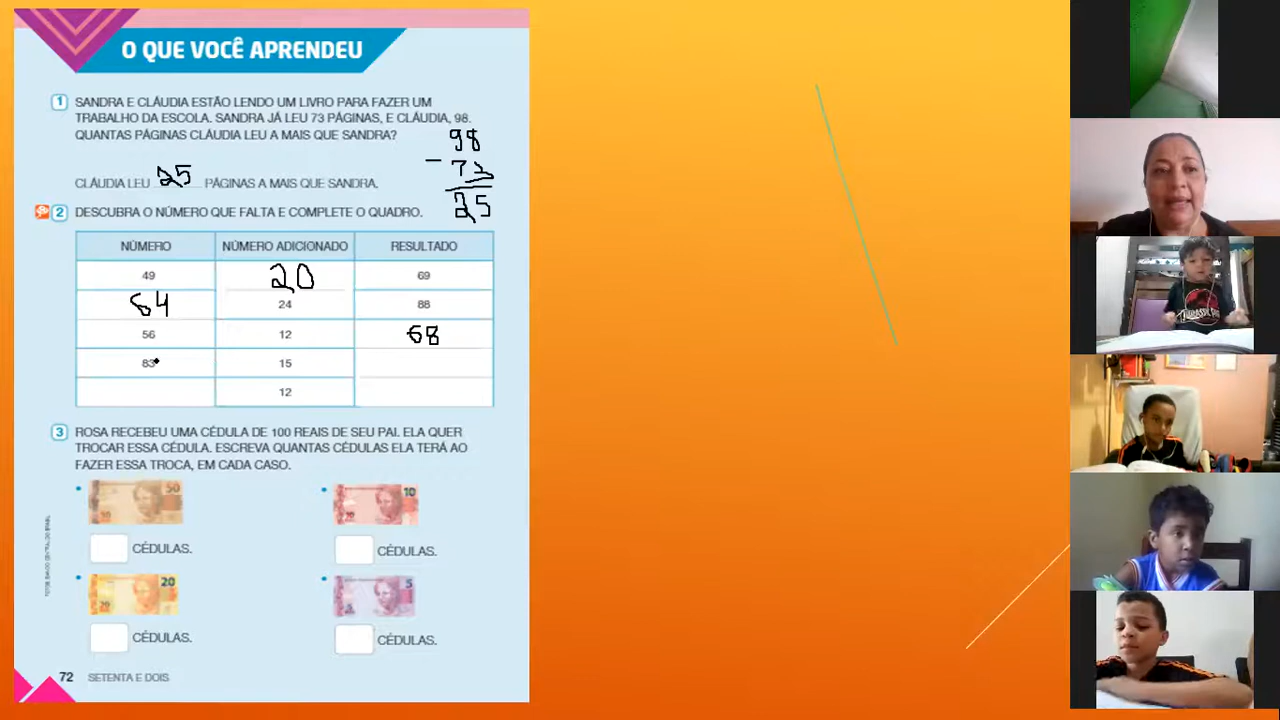 O QUE VOCÊ APRENDEU
1 SANDRA E CLÁUDIA ESTÃO LENDO UM LIVRO PARA FAZER UM
TRABALHO DA ESCOLA. SANDRA JÁ LEU 73 PÁGINAS, E CLÁUDIA, 98.
QUANTAS PÁGINAS CLÁUDIA LEU A MAIS QUE SANDRA?
98
- 73
25
CLÁUDIA LEU 25 PÁGINAS A MAIS QUE SANDRA.
2 DESCUBRA O NÚMERO QUE FALTA E COMPLETE O QUADRO.
NÚMERO NÚMERO ADICIONADO RESULTADO
49 20 69
64 24 88
56 12 68
83 15
12
3 ROSA RECEBEU UMA CÉDULA DE 100 REAIS DE SEU PAI. ELA QUER
TROCAR ESSA CÉDULA. ESCREVA QUANTAS CÉDULAS ELA TERÁ AO
FAZER ESSA TROCA, EM CADA CASO.
50 10
CÉDULAS. CÉDULAS.
20 5
CÉDULAS. CÉDULAS.
72 SETENTA E DOIS